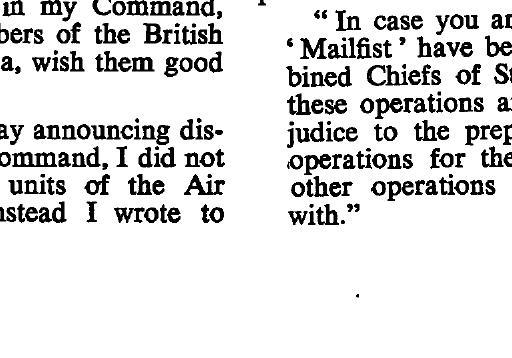 in my Command,
bers of the British
a, wish them good
ay announcing dis-
ommand, I did not
units of the Air
nstead I wrote to
“ In case you ar
‘ Mailfist ’ have be
bined Chiefs of St
these operations a
judice to the prep
operations for the
other operations
with.”